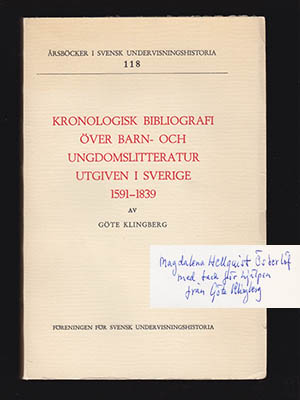 ÅRSBÖCKER I SVENSK UNDERVISNINGSHISTORIA
118
KRONOLOGISK BIBLIOGRAFI
ÖVER BARN- OCH
UNGDOMSLITTERATUR
UTGIVEN I SVERIGE
1591–1839
AV
GÖTE KLINGBERG
Magdalena Hellquist Österlöf
med tack för hjälpen
från Göte Klingberg
FÖRENINGEN FÖR SVENSK UNDERVISNINGSHISTORIA